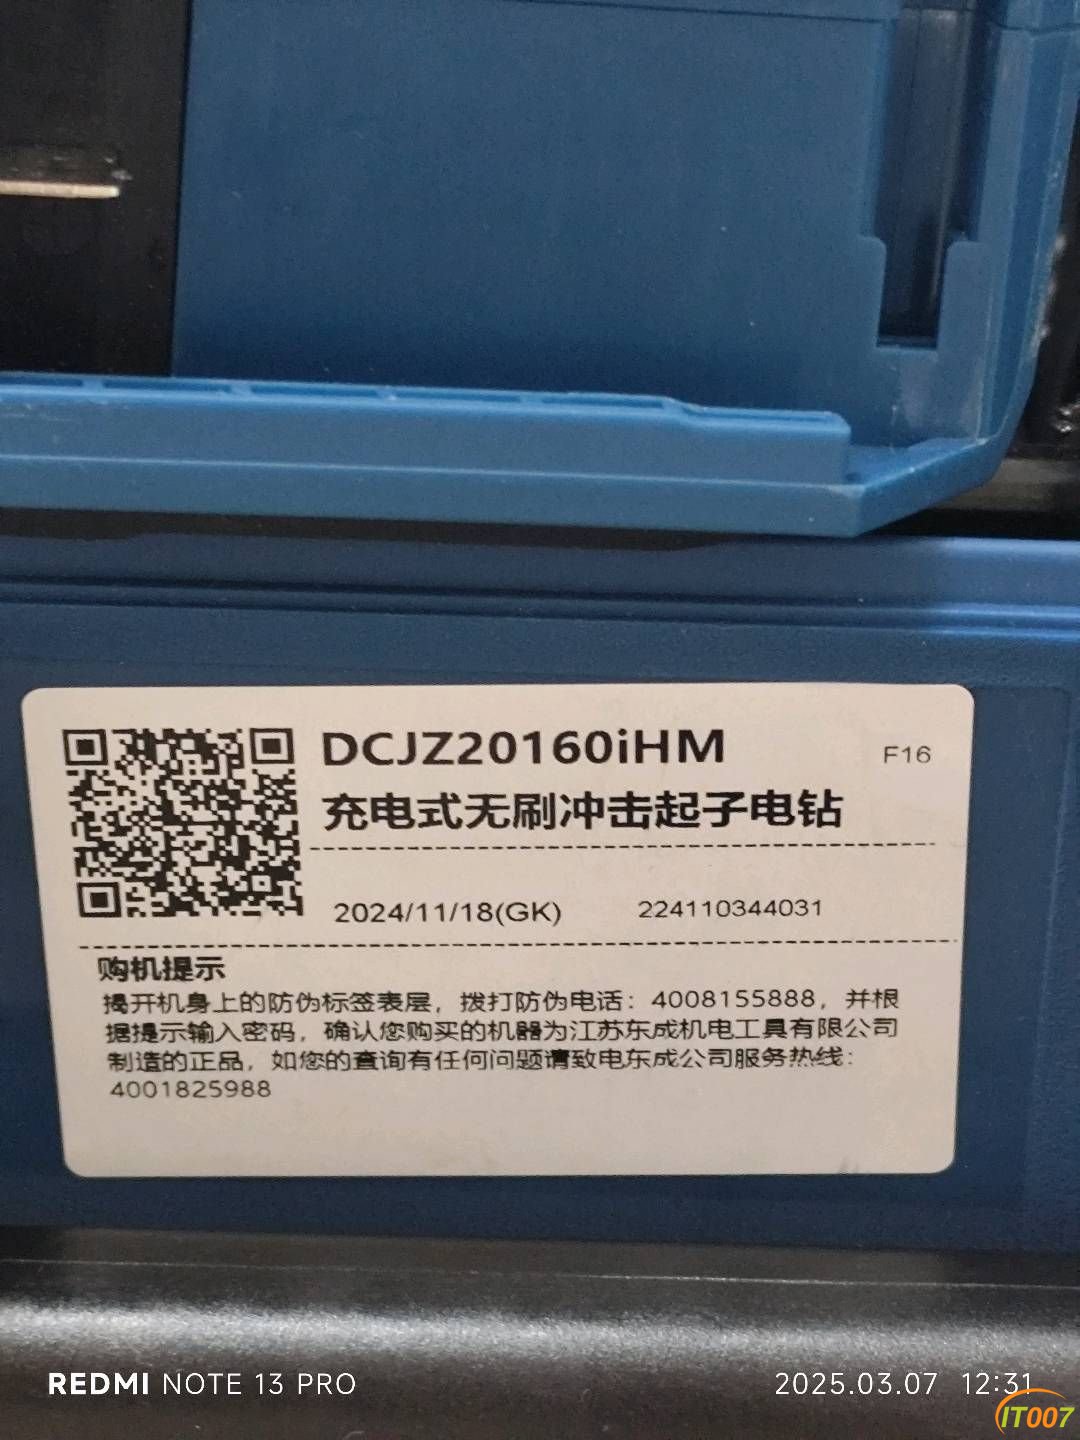 DCJZ20160iHM
F16
充电式无刷冲击起子电钻
2024/11/18(GK)
224110344031
购机提示
揭开机身上的防伪标签表层，拨打防伪电话：4008155888，并根
据提示输入密码，确认您购买的机器为江苏东成机电工具有限公司
制造的正品，如您的查询有任何问题请致电东成公司服务热线：
4001825988
REDMI NOTE 13 PRO
2025.03.07 12:31
IT007